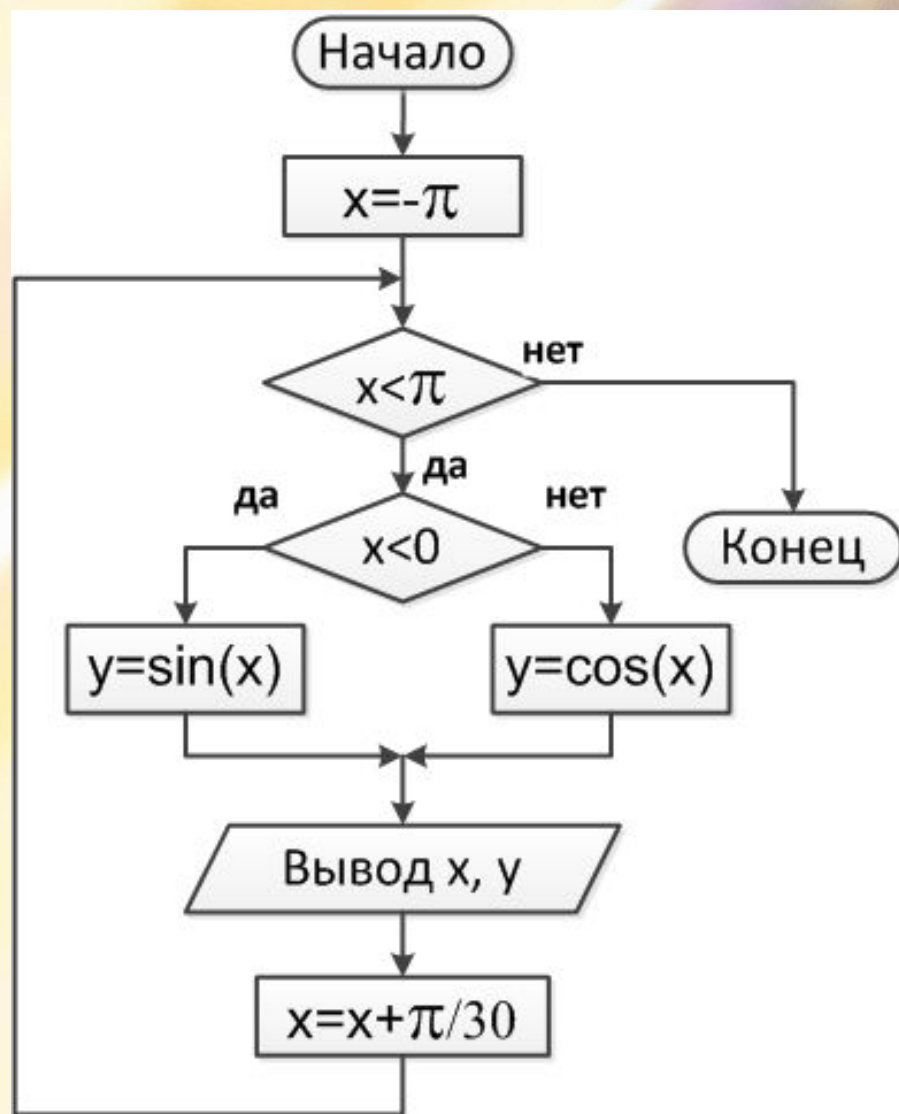 Начало
x=-π
x<π
нет
да
да
x<0
нет
Конец
y=sin(x)
y=cos(x)
Вывод x, y
x=x+π/30